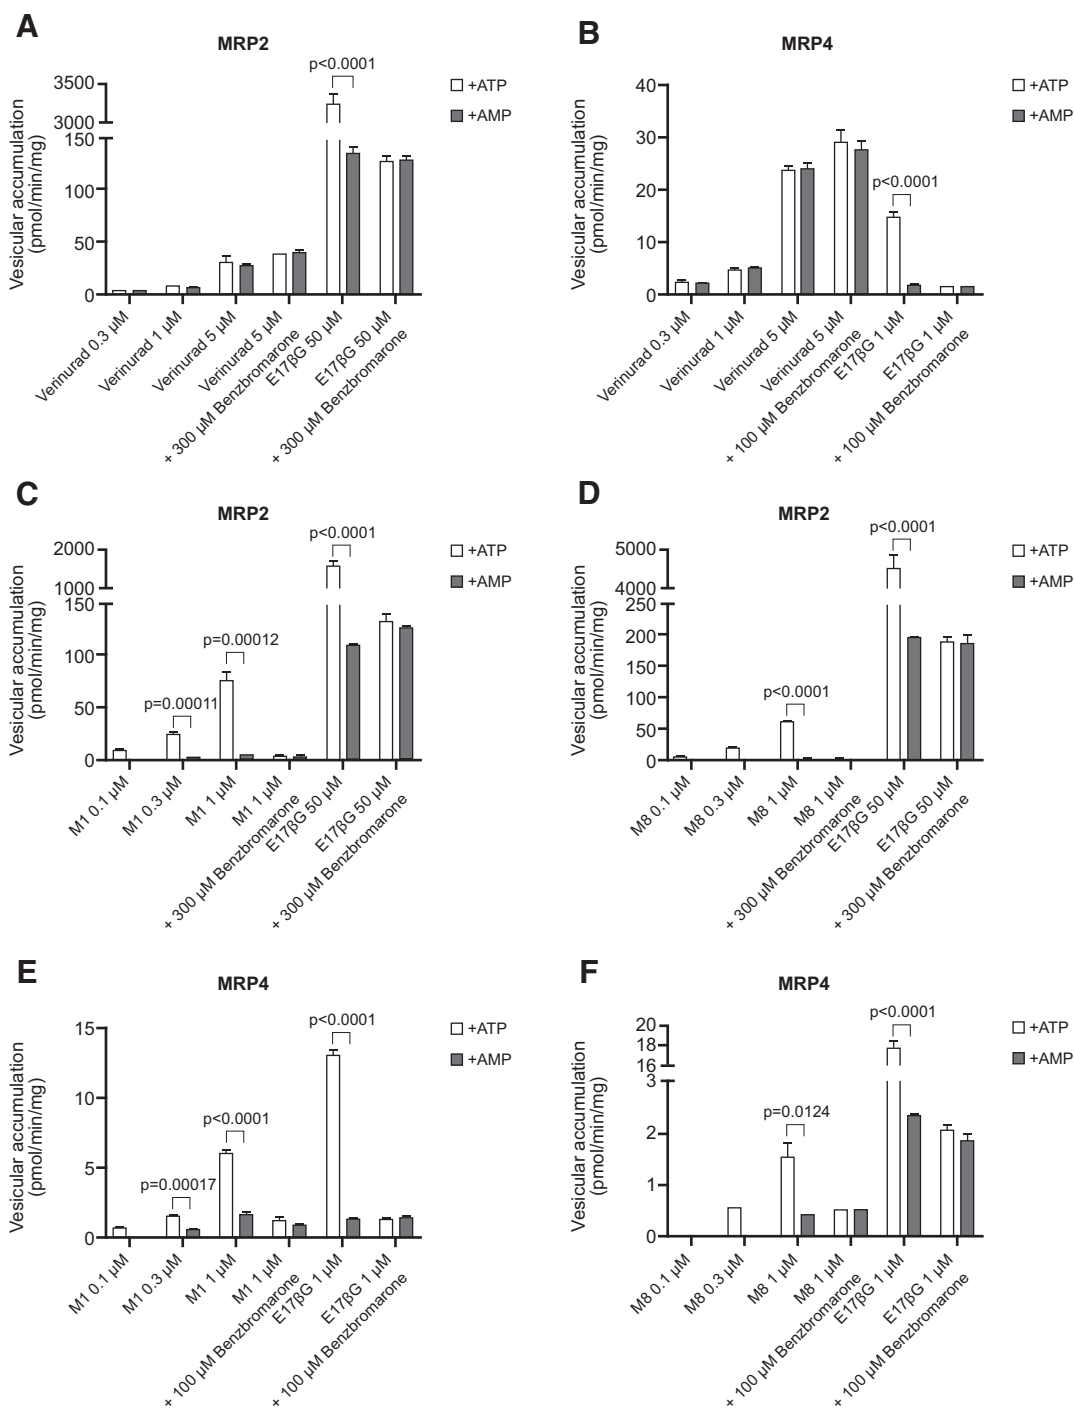 A
MRP2
Vesicular accumulation
(pmol/min/mg)
3500
3000
150
100
50
0
p<0.0001
+ATP
+AMP
Verinurad 0.3 µM
Verinurad 1 µM
Verinurad 5 µM
Verinurad 5 µM
+ 300 µM Benzbromarone
E17βG 50 µM
E17βG 50 µM
+ 300 µM Benzbromarone
B
MRP4
Vesicular accumulation
(pmol/min/mg)
40
30
20
10
0
p<0.0001
+ATP
+AMP
Verinurad 0.3 µM
Verinurad 1 µM
Verinurad 5 µM
Verinurad 5 µM
+ 100 µM Benzbromarone
E17βG 1 µM
E17βG 1 µM
+ 100 µM Benzbromarone
C
MRP2
Vesicular accumulation
(pmol/min/mg)
2000
1000
150
100
50
0
p=0.00011
p=0.00012
p<0.0001
+ATP
+AMP
M1 0.1 µM
M1 0.3 µM
M1 1 µM
M1 1 µM
+ 300 µM Benzbromarone
E17βG 50 µM
E17βG 50 µM
+ 300 µM Benzbromarone
D
MRP2
Vesicular accumulation
(pmol/min/mg)
5000
4000
250
200
150
100
50
0
p<0.0001
p<0.0001
+ATP
+AMP
M8 0.1 µM
M8 0.3 µM
M8 1 µM
M8 1 µM
+ 300 µM Benzbromarone
E17βG 50 µM
E17βG 50 µM
+ 300 µM Benzbromarone
E
MRP4
Vesicular accumulation
(pmol/min/mg)
15
10
5
0
p=0.00017
p<0.0001
p<0.0001
+ATP
+AMP
M1 0.1 µM
M1 0.3 µM
M1 1 µM
M1 1 µM
+ 100 µM Benzbromarone
E17βG 1 µM
E17βG 1 µM
+ 100 µM Benzbromarone
F
MRP4
Vesicular accumulation
(pmol/min/mg)
20
18
16
3
2
1
0
p=0.0124
p<0.0001
+ATP
+AMP
M8 0.1 µM
M8 0.3 µM
M8 1 µM
M8 1 µM
+ 100 µM Benzbromarone
E17βG 1 µM
E17βG 1 µM
+ 100 µM Benzbromarone